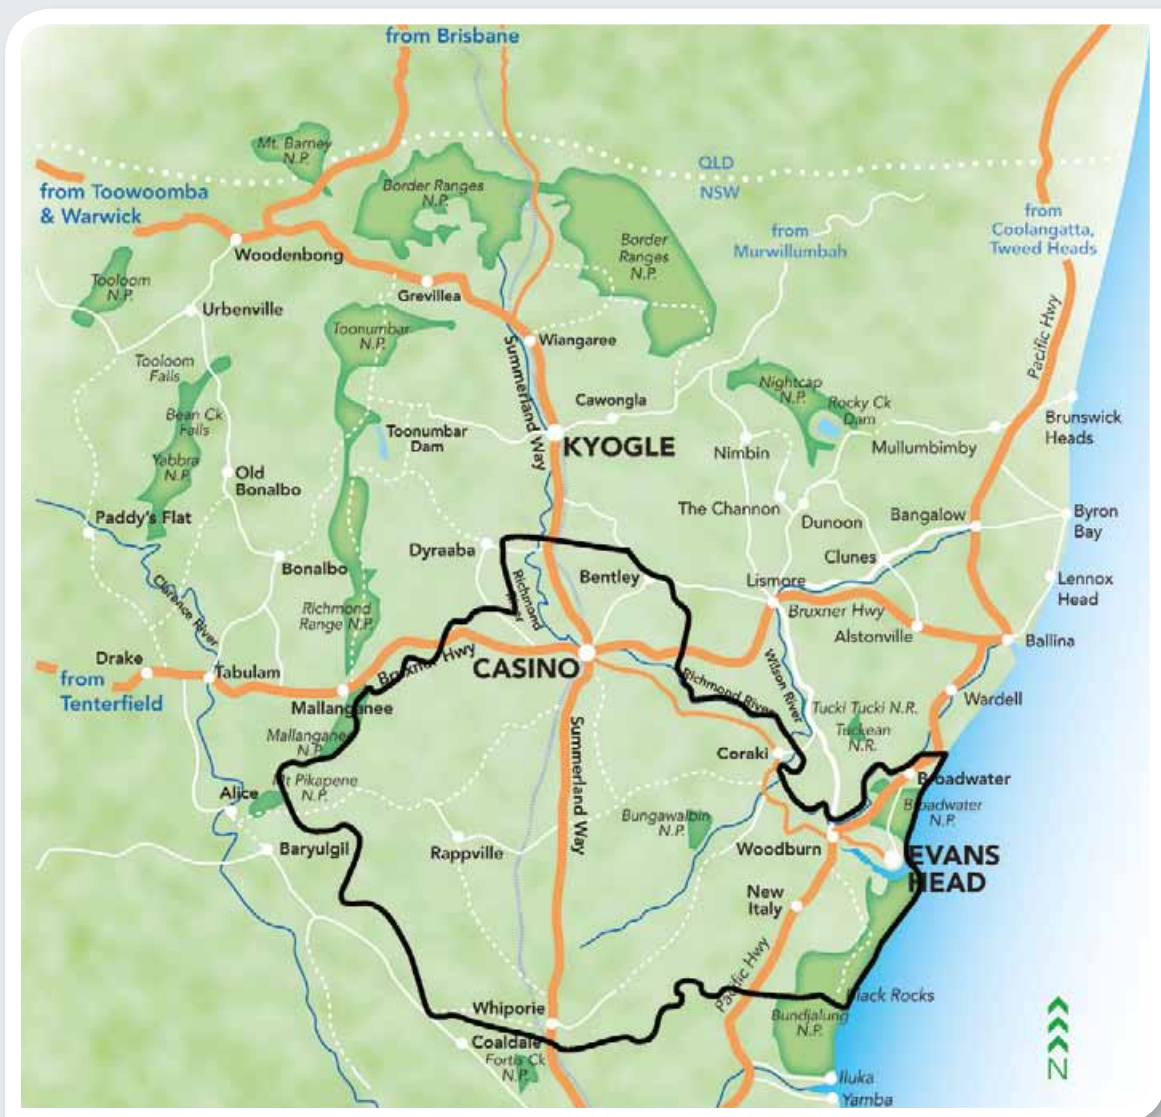 from Brisbane
Mt. Barney
N.P.
QLD
NSW
from Toowoomba
& Warwick
Border Ranges
N.P.
from
Murwillumbah
from
Coolangatta,
Tweed Heads
Border
Ranges
N.P.
Woodenbong
Tooloom
N.P.
Grevillea
Urbenville
Toonumbar
N.P.
Wiangaree
Pacific Hwy
Summerland Way
Tooloom
Falls
Nightcap
N.P.
Cawongla
Rocky Ck
Dam
Bean Ck
Falls
Brunswick
Heads
Toonumbar
Dam
KYOGLE
Mullumbimby
Nimbin
Yabbra
N.P.
Old
Bonalbo
The Channon
Dunoon
Bangalow
Byron
Bay
Paddy's Flat
Dyraaba
Clunes
Bonalbo
Bentley
Lismore
Lennox
Head
Clarence River
Richmond
River
Richmond
Range N.P.
Bruxner Hwy
Alstonville
Ballina
Drake
from
Tenterfield
Tabulam
Bruxner Hwy
CASINO
Richmond River
Wilson River
Mallanganee
Wardell
Tucki Tucki N.R.
Tuckean
N.R.
Mallanganee
N.P.
Summerland Way
Coraki
Mt Pikapene
N.P.
Broadwater
Alice
Broadwater
N.P.
Bungawalbin
N.P.
Baryulgil
Rappville
Woodburn
EVANS
HEAD
New
Italy
Pacific Hwy
Black Rocks
Whiporie
Bundjalung
N.P.
Coaldale
Fortis Ck
N.P.
N
Iluka
Yamba